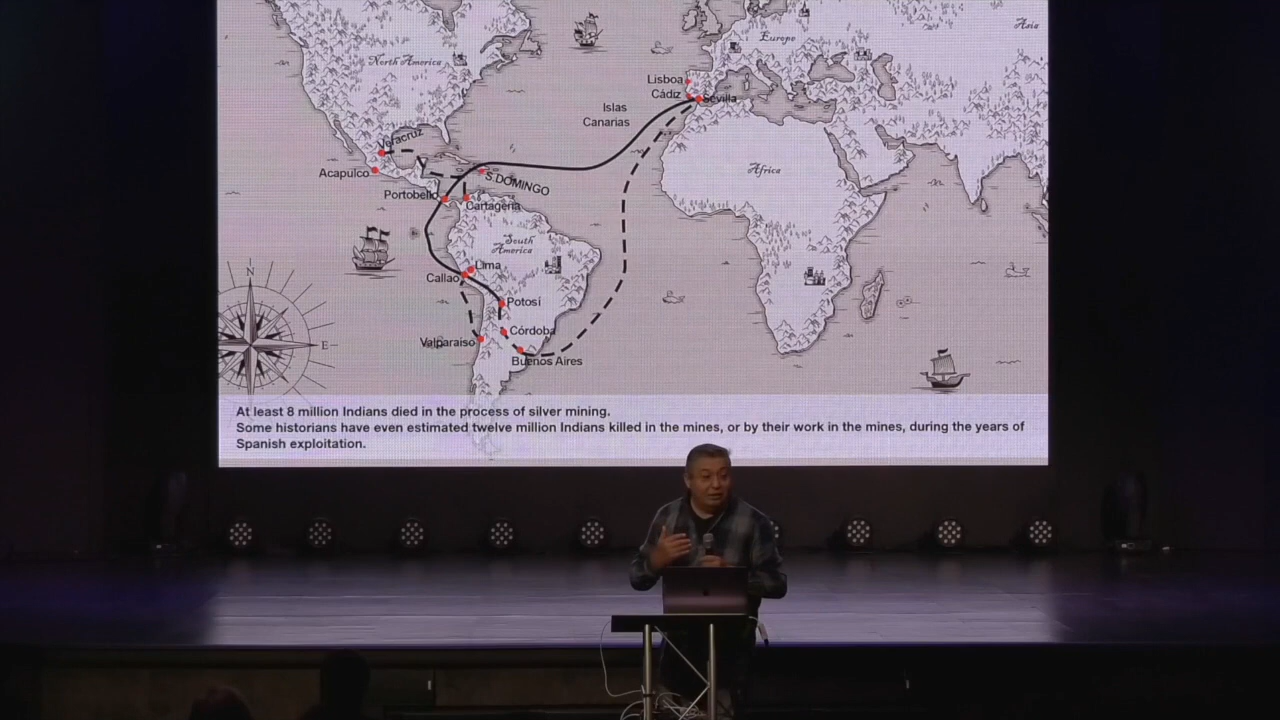 Asia
Europe
North America
Lisboa
Cádiz
Sevilla
Islas
Canarias
Veracruz
Acapulco
S.DOMINGO
Africa
Portobello
Cartagena
South
America
Lima
Callao
Potosí
Córdoba
Valparaiso
Buenos Aires
N
E
At least 8 million Indians died in the process of silver mining.
Some historians have even estimated twelve million Indians killed in the mines, or by their work in the mines, during the years of
Spanish exploitation.